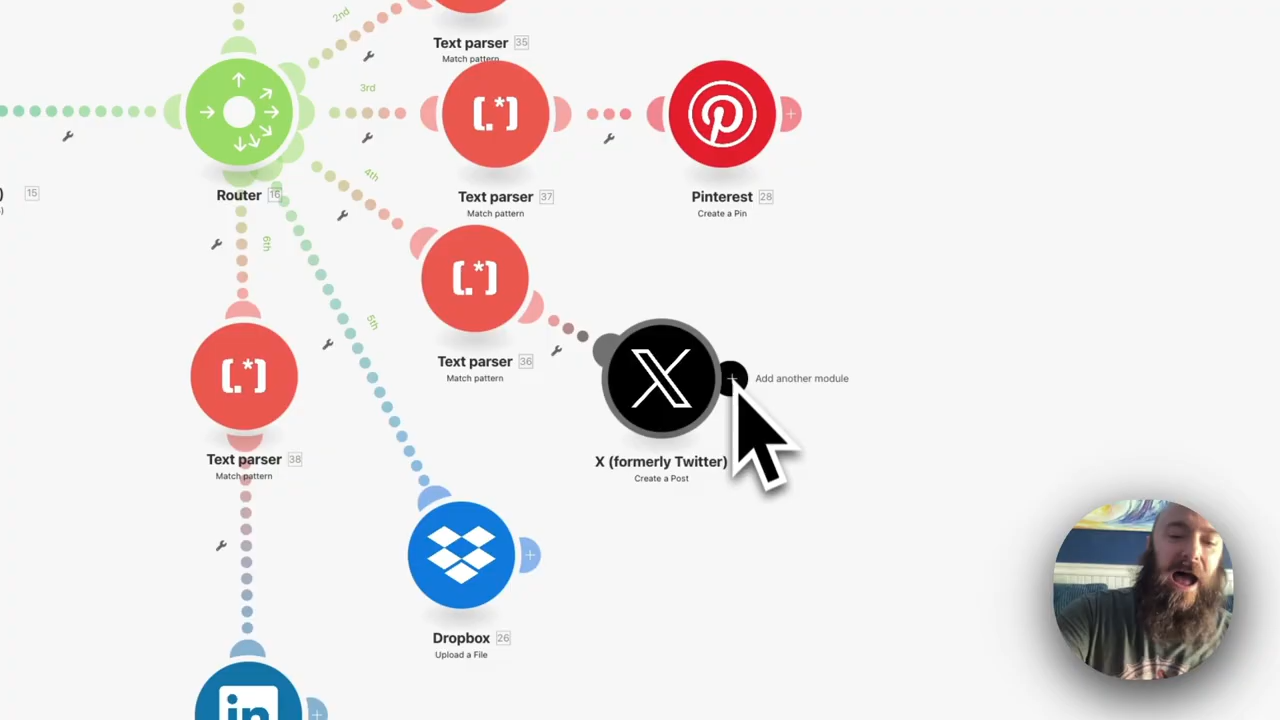 2nd
Text parser 35
Match pattern
3rd
Text parser 37
Match pattern
Pinterest 28
Create a Pin
Router 16
) 15
)
4th
Text parser 36
Match pattern
6th
5th
Add another module
X (formerly Twitter)
Create a Post
Text parser 38
Match pattern
Dropbox 26
Upload a File
in